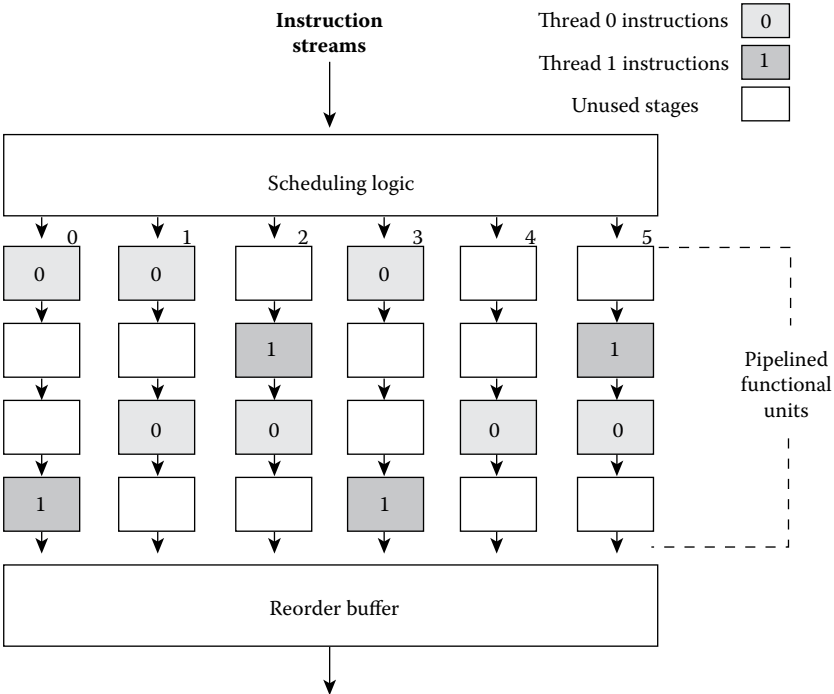 Instruction
streams
Thread 0 instructions 0
Thread 1 instructions 1
Unused stages
Scheduling logic
0 1 2 3 4 5
0 0 0
1 1
Pipelined
functional
units
0 0 0 0
1 1
Reorder buffer